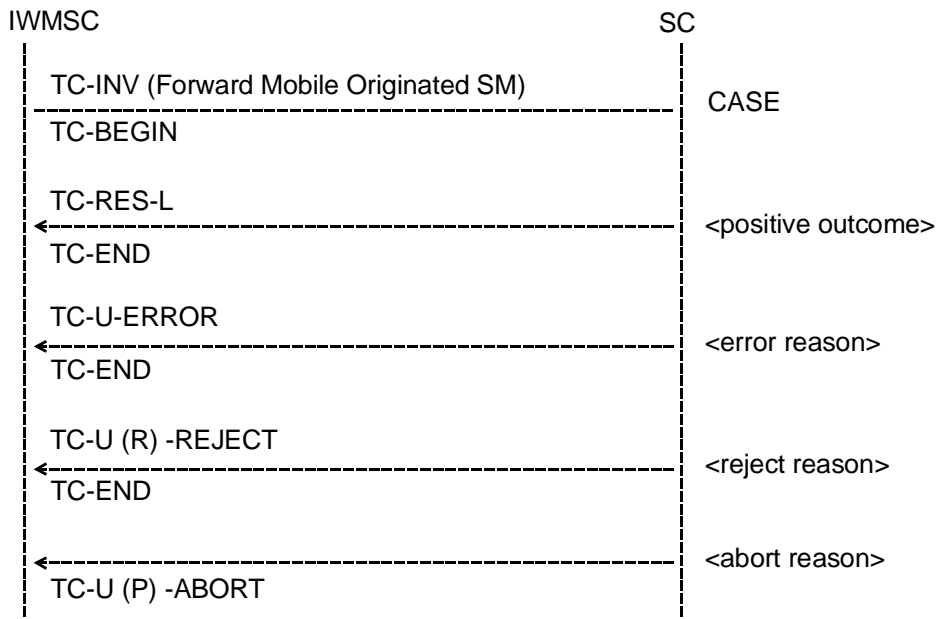 IWMSC
SC
TC-INV (Forward Mobile Originated SM)
CASE
TC-BEGIN
TC-RES-L
<positive outcome>
TC-END
TC-U-ERROR
<error reason>
TC-END
TC-U (R) -REJECT
<reject reason>
TC-END
<abort reason>
TC-U (P) -ABORT